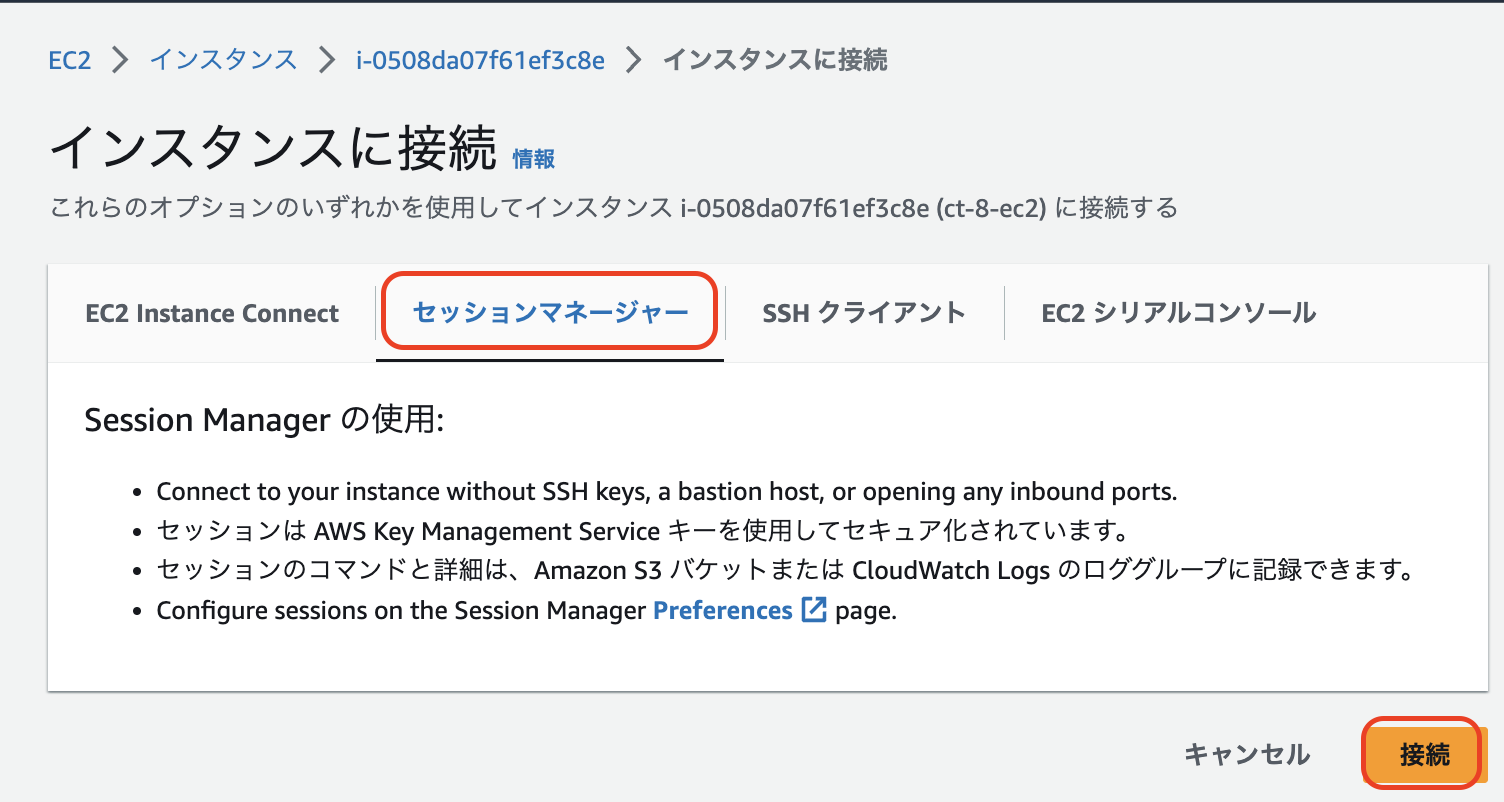 EC2 > インスタンス > i-0508da07f61ef3c8e > インスタンスに接続
インスタンスに接続 情報
これらのオプションのいずれかを使用してインスタンス i-0508da07f61ef3c8e (ct-8-ec2) に接続する
EC2 Instance Connect セッションマネージャー SSH クライアント EC2 シリアルコンソール
Session Manager の使用:
• Connect to your instance without SSH keys, a bastion host, or opening any inbound ports.
• セッションは AWS Key Management Service キーを使用してセキュア化されています。
• セッションのコマンドと詳細は、Amazon S3 バケットまたは CloudWatch Logs のロググループに記録できます。
• Configure sessions on the Session Manager Preferences page.
キャンセル 接続